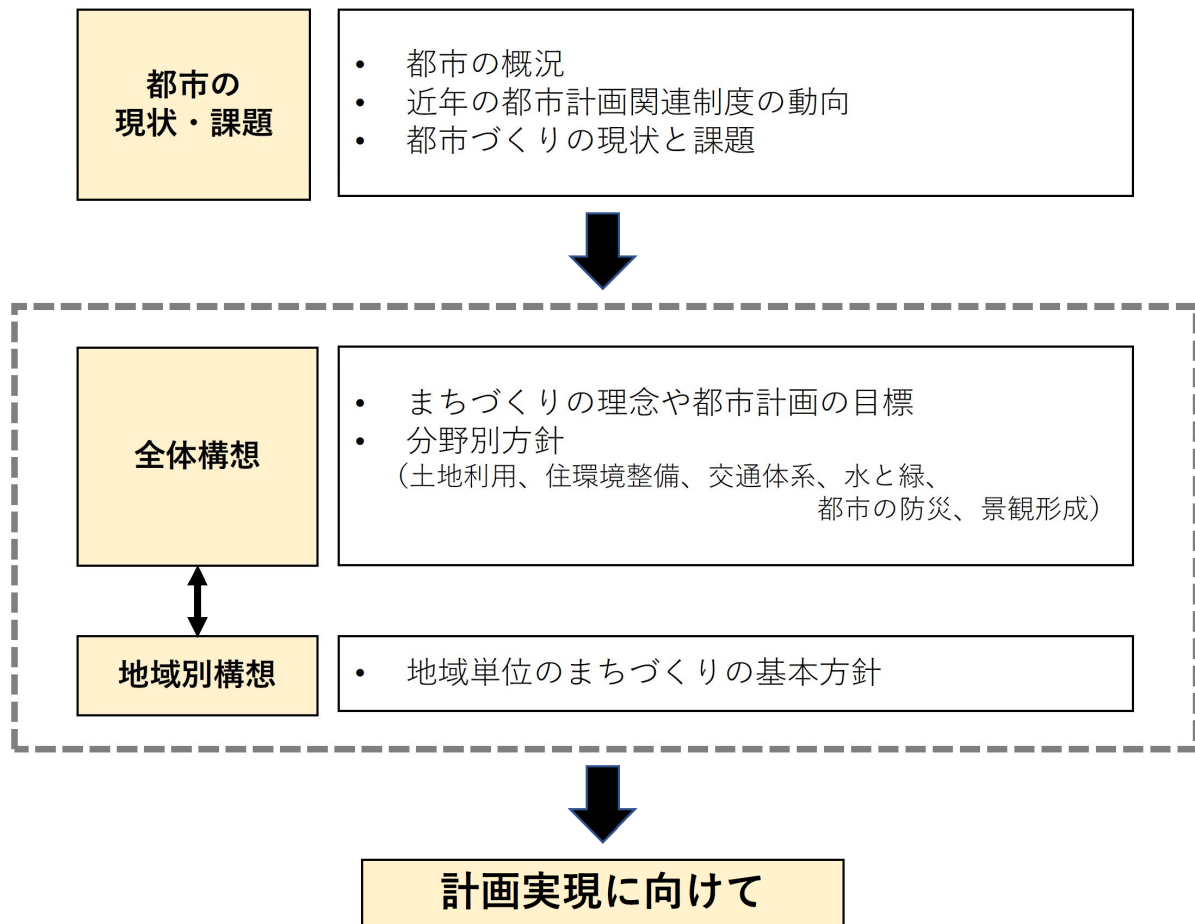 都市の
現状・課題
• 都市の概況
• 近年の都市計画関連制度の動向
• 都市づくりの現状と課題
全体構想
• まちづくりの理念や都市計画の目標
• 分野別方針
（土地利用、住環境整備、交通体系、水と緑、
都市の防災、景観形成）
地域別構想
• 地域単位のまちづくりの基本方針
計画実現に向けて